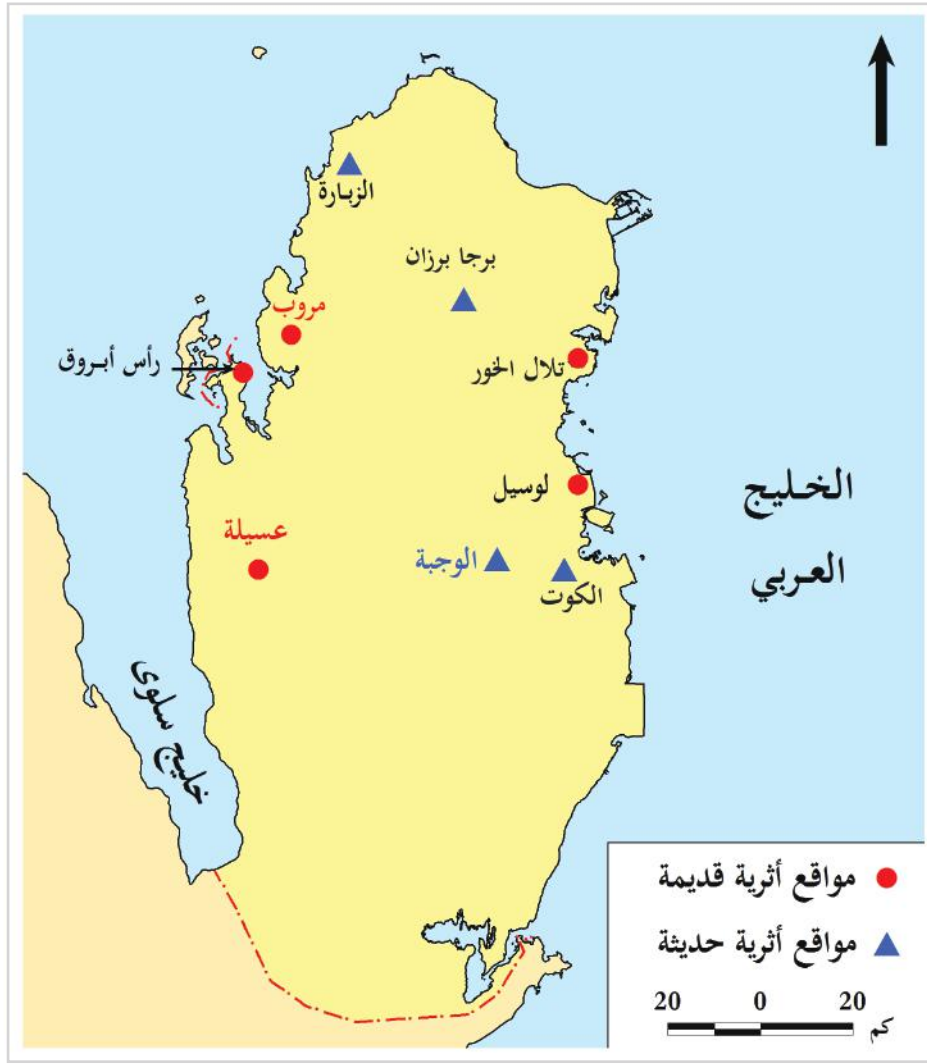 الزبارة
برجا برزان
مروب
رأس أبروق
تلال الخور
لوسيل
عسيلة
الوجبة
الكوت
الخليج
العربي
خليج سلوى
مواقع أثرية قديمة
مواقع أثرية حديثة
20 0 20
كم